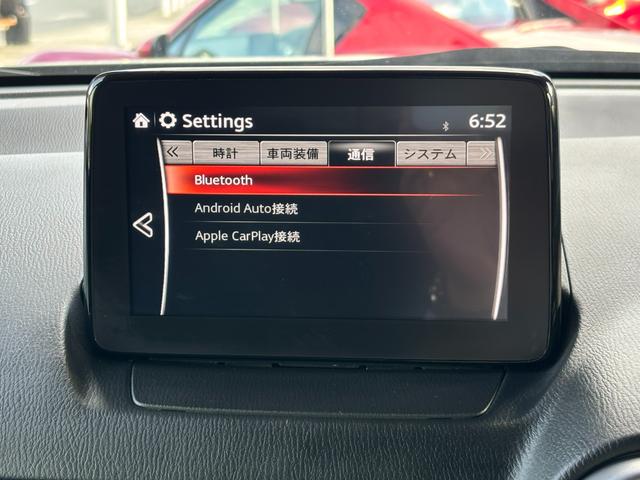 Settings 6:52
時計 車両装備 通信 システム
Bluetooth
Android Auto接続
Apple CarPlay接続